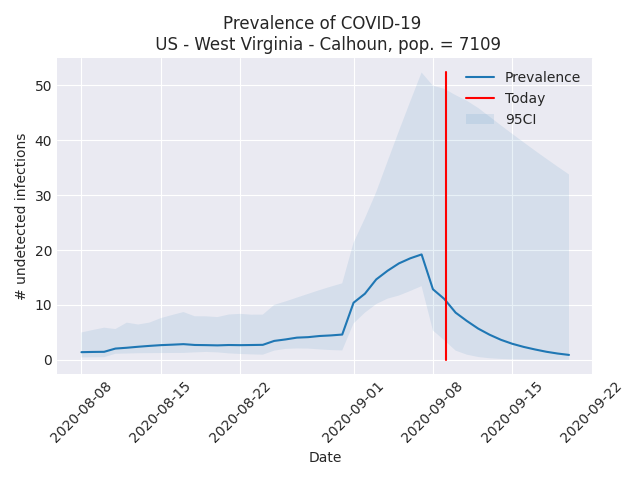 Prevalence of COVID-19
US - West Virginia - Calhoun, pop. = 7109
# undetected infections
50
40
30
20
10
0
Prevalence
Today
95CI
2020-08-08
2020-08-15
2020-08-22
2020-09-01
2020-09-08
2020-09-15
2020-09-22
Date